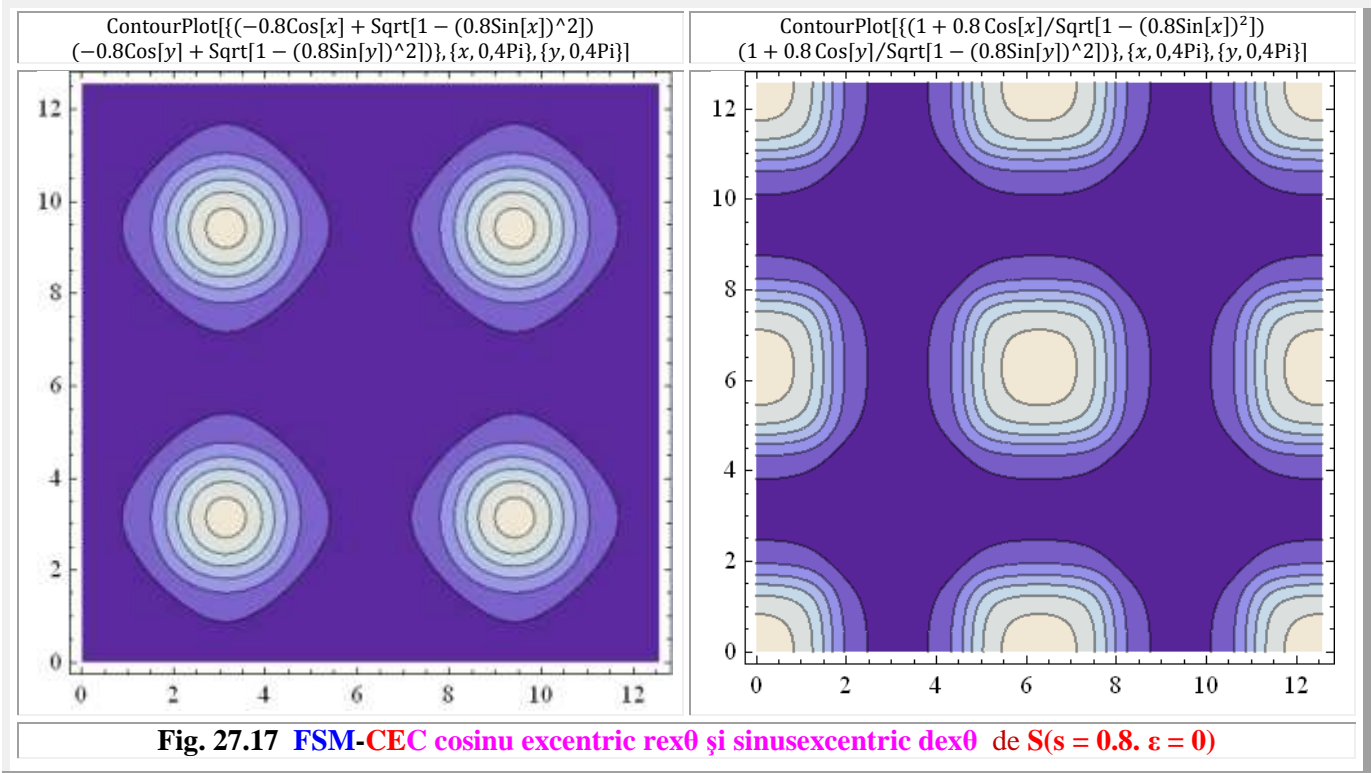 ContourPlot[{(−0.8Cos[x] + Sqrt[1 − (0.8Sin[x])^2])
(−0.8Cos[y] + Sqrt[1 − (0.8Sin[y])^2])}, {x, 0,4Pi}, {y, 0,4Pi}]
ContourPlot[{(1 + 0.8 Cos[x]/Sqrt[1 − (0.8Sin[x])²])
(1 + 0.8 Cos[y]/Sqrt[1 − (0.8Sin[y])^2])}, {x, 0,4Pi}, {y, 0,4Pi}]
12
10
8
6
4
2
0
0 2 4 6 8 10 12
12
10
8
6
4
2
0
0 2 4 6 8 10 12
Fig. 27.17 FSM-CEC cosinu excentric rexθ şi sinusexcentric dexθ de S(s = 0.8. ε = 0)